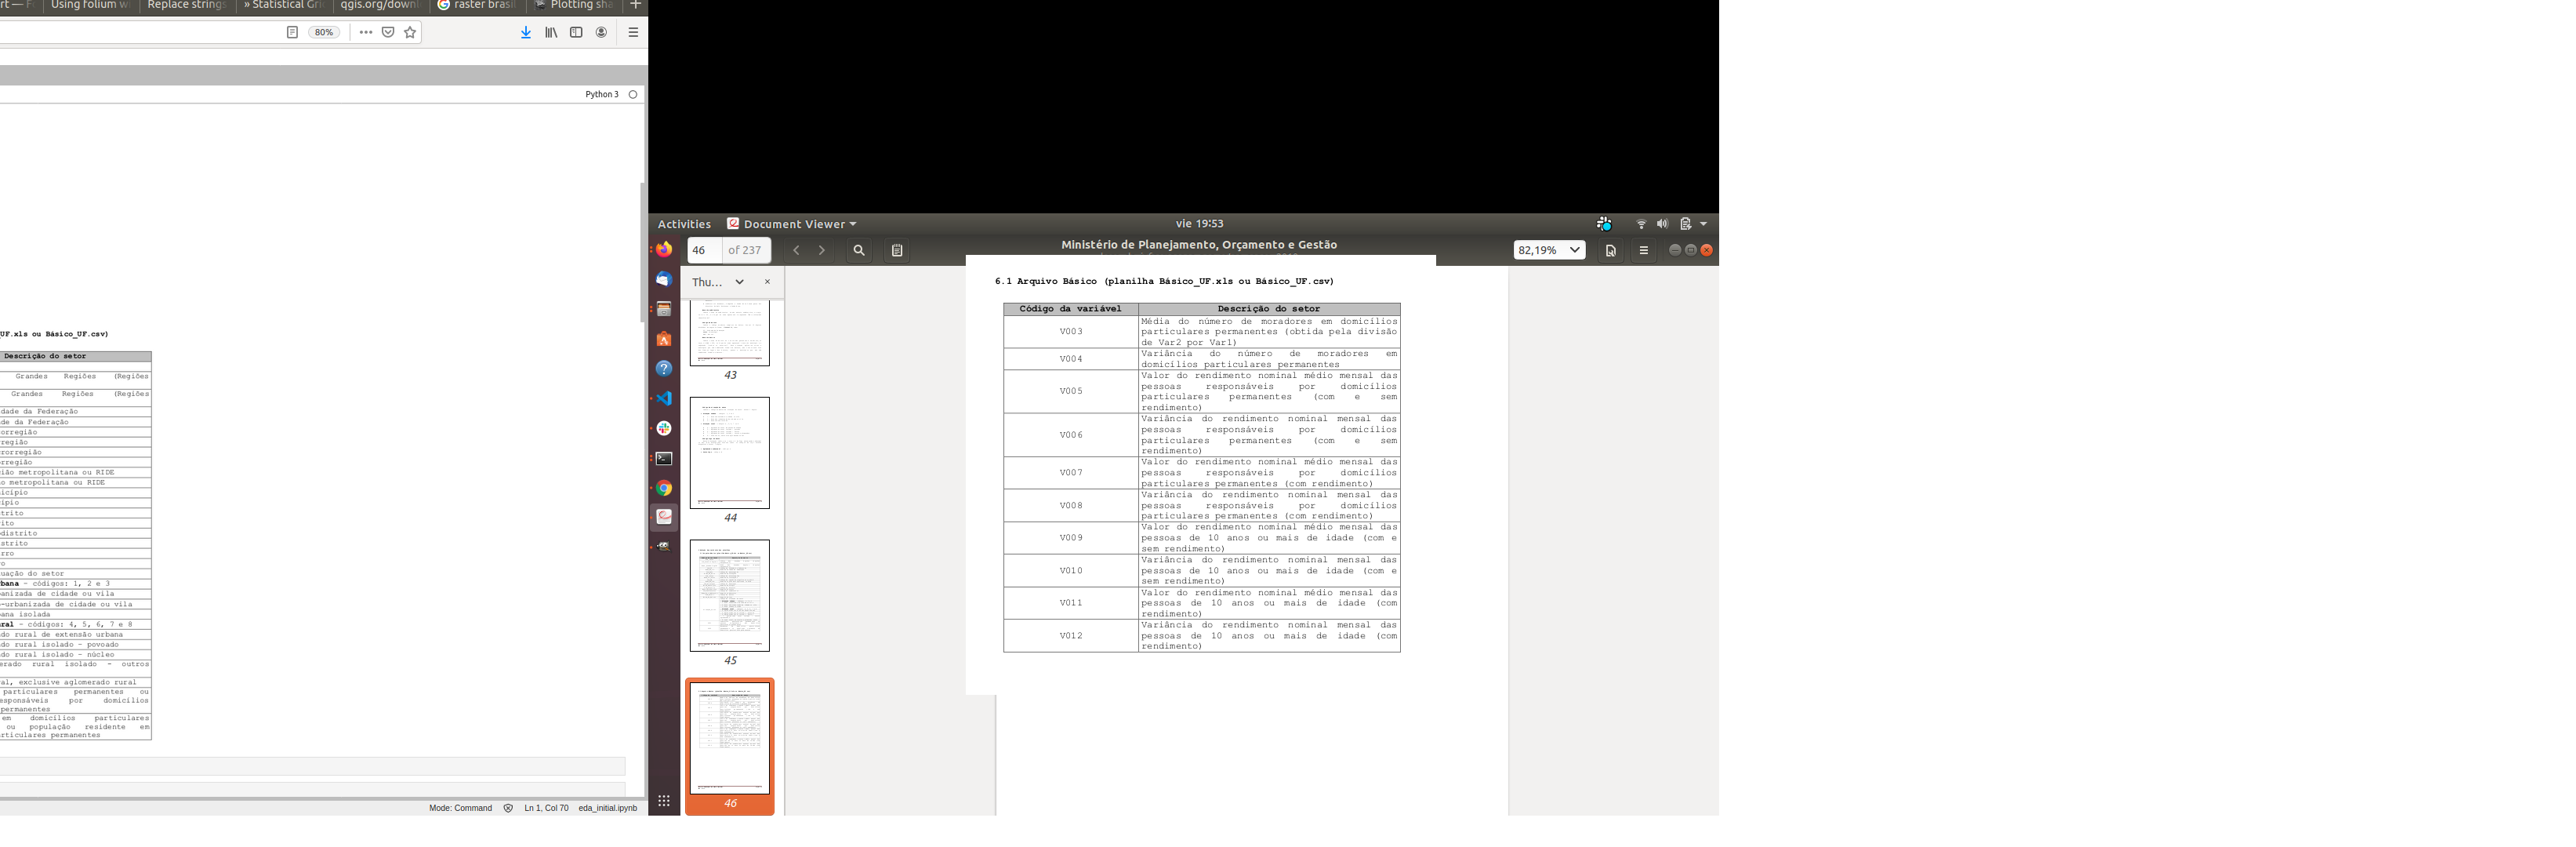 rt — F
Using folium w
Replace strings
» Statistical Gri
qgis.org/downl
raster brasil
Plotting sha
80%
Python 3
UF.xls ou Básico_UF.csv)
Descrição do setor
Grandes Regiões (Regiões
Grandes Regiões (Regiões
dade da Federação
de da Federação
orregião
região
crorregião
rregião
gião metropolitana ou RIDE
o metropolitana ou RIDE
icípio
cípio
trito
ito
distrito
strito
rro
o
uação do setor
bana - códigos: 1, 2 e 3
banizada de cidade ou vila
-urbanizada de cidade ou vila
bana isolada
ral - códigos: 4, 5, 6, 7 e 8
do rural de extensão urbana
do rural isolado - povoado
do rural isolado - núcleo
erado rural isolado - outros
al, exclusive aglomerado rural
particulares permanentes ou
esponsáveis por domicílios
permanentes
em domicílios particulares
ou população residente em
rticulares permanentes
Mode: Command
Ln 1, Col 70
eda_initial.ipynb
Activities
Document Viewer
vie 19:53
46 of 237
Ministério de Planejamento, Orçamento e Gestão
82,19%
Thu...
43
44
45
46
6.1 Arquivo Básico (planilha Básico_UF.xls ou Básico_UF.csv)
Código da variável Descrição do setor
V003
Média do número de moradores em domicílios
particulares permanentes (obtida pela divisão
de Var2 por Var1)
V004
Variância do número de moradores em
domicílios particulares permanentes
V005
Valor do rendimento nominal médio mensal das
pessoas responsáveis por domicílios
particulares permanentes (com e sem
rendimento)
V006
Variância do rendimento nominal mensal das
pessoas responsáveis por domicílios
particulares permanentes (com e sem
rendimento)
V007
Valor do rendimento nominal médio mensal das
pessoas responsáveis por domicílios
particulares permanentes (com rendimento)
V008
Variância do rendimento nominal mensal das
pessoas responsáveis por domicílios
particulares permanentes (com rendimento)
V009
Valor do rendimento nominal médio mensal das
pessoas de 10 anos ou mais de idade (com e
sem rendimento)
V010
Variância do rendimento nominal mensal das
pessoas de 10 anos ou mais de idade (com e
sem rendimento)
V011
Valor do rendimento nominal médio mensal das
pessoas de 10 anos ou mais de idade (com
rendimento)
V012
Variância do rendimento nominal mensal das
pessoas de 10 anos ou mais de idade (com
rendimento)